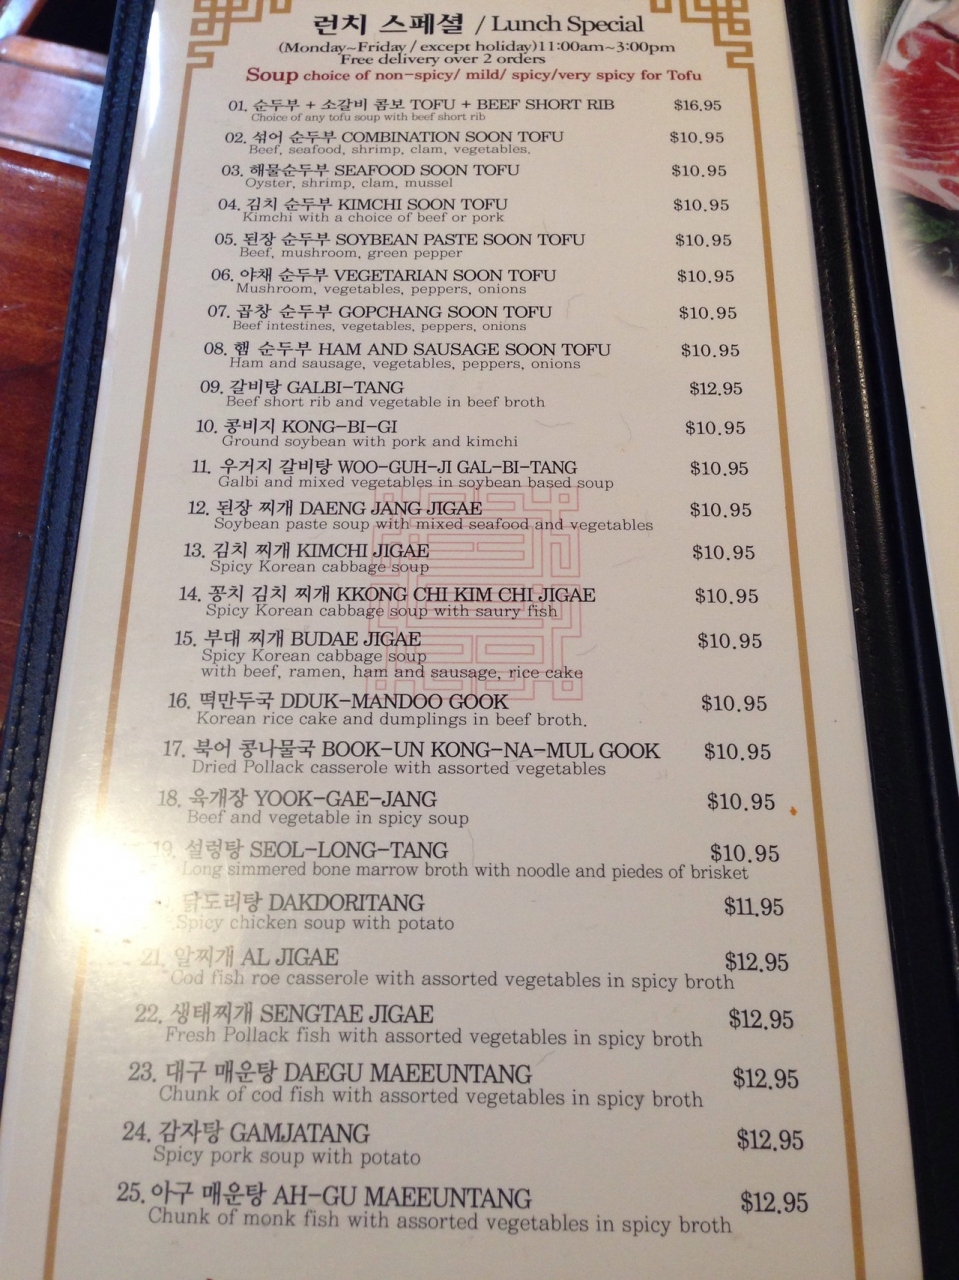 런치 스페셜 / Lunch Special
(Monday~Friday / except holiday)11:00am~3:00pm
Free delivery over 2 orders
Soup choice of non-spicy/ mild/ spicy/very spicy for Tofu
01. 순두부 + 소갈비 콤보 TOFU + BEEF SHORT RIB $16.95
Choice of any tofu soup with beef short rib
02. 섞어 순두부 COMBINATION SOON TOFU $10.95
Beef, seafood, shrimp, clam, vegetables.
03. 해물순두부 SEAFOOD SOON TOFU $10.95
Oyster, shrimp, clam, mussel
04. 김치 순두부 KIMCHI SOON TOFU $10.95
Kimchi with a choice of beef or pork
05. 된장 순두부 SOYBEAN PASTE SOON TOFU $10.95
Beef, mushroom, green pepper
06. 야채 순두부 VEGETARIAN SOON TOFU $10.95
Mushroom, vegetables, peppers, onions
07. 곱창 순두부 GOPCHANG SOON TOFU $10.95
Beef intestines, vegetables, peppers, onions
08. 햄 순두부 HAM AND SAUSAGE SOON TOFU $10.95
Ham and sausage, vegetables, peppers, onions
09. 갈비탕 GALBI-TANG $12.95
Beef short rib and vegetable in beef broth
10. 콩비지 KONG-BI-GI $10.95
Ground soybean with pork and kimchi
11. 우거지 갈비탕 WOO-GUH-JI GAL-BI-TANG $10.95
Galbi and mixed vegetables in soybean based soup
12. 된장 찌개 DAENG JANG JIGAE $10.95
Soybean paste soup with mixed seafood and vegetables
13. 김치 찌개 KIMCHI JIGAE $10.95
Spicy Korean cabbage soup
14. 꽁치 김치 찌개 KKONG CHI KIM CHI JIGAE $10.95
Spicy Korean cabbage soup with saury fish
15. 부대 찌개 BUDAE JIGAE $10.95
Spicy Korean cabbage soup
with beef, ramen, ham and sausage, rice cake
16. 떡만두국 DDUK-MANDOO GOOK $10.95
Korean rice cake and dumplings in beef broth.
17. 북어 콩나물국 BOOK-UN KONG-NA-MUL GOOK $10.95
Dried Pollack casserole with assorted vegetables
18. 육개장 YOOK-GAE-JANG $10.95
Beef and vegetable in spicy soup
19. 설렁탕 SEOL-LONG-TANG $10.95
Long simmered bone marrow broth with noodle and piedes of brisket
닭도리탕 DAKDORITANG $11.95
Spicy chicken soup with potato
21. 알찌개 AL JIGAE $12.95
Cod fish roe casserole with assorted vegetables in spicy broth
22. 생태찌개 SENGTAE JIGAE $12.95
Fresh Pollack fish with assorted vegetables in spicy broth
23. 대구 매운탕 DAEGU MAEEUNTANG $12.95
Chunk of cod fish with assorted vegetables in spicy broth
24. 감자탕 GAMJATANG $12.95
Spicy pork soup with potato
25. 아구 매운탕 AH-GU MAEEUNTANG $12.95
Chunk of monk fish with assorted vegetables in spicy broth